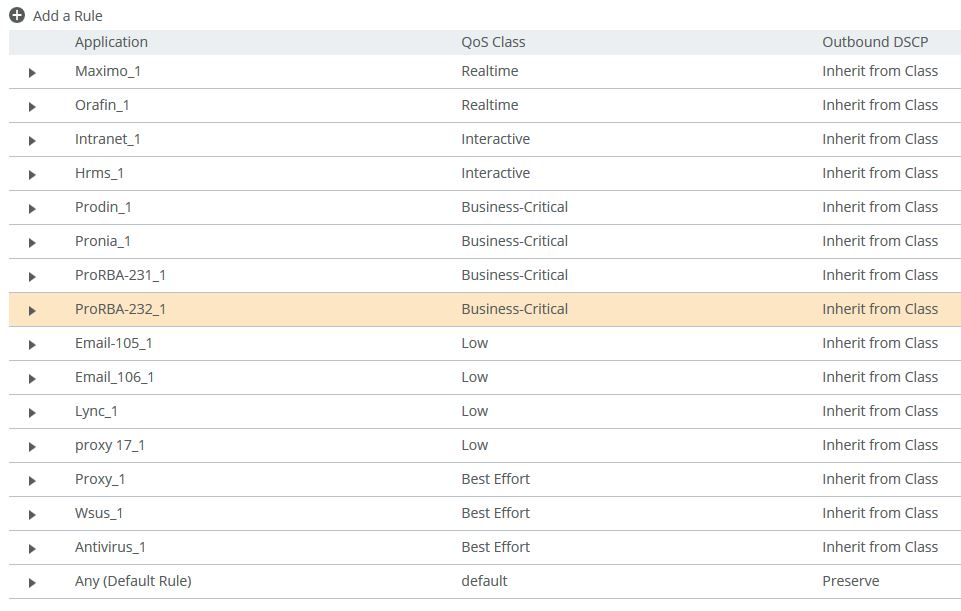 Add a Rule
Application QoS Class Outbound DSCP
Maximo_1 Realtime Inherit from Class
Orafin_1 Realtime Inherit from Class
Intranet_1 Interactive Inherit from Class
Hrms_1 Interactive Inherit from Class
Prodin_1 Business-Critical Inherit from Class
Pronia_1 Business-Critical Inherit from Class
ProRBA-231_1 Business-Critical Inherit from Class
ProRBA-232_1 Business-Critical Inherit from Class
Email-105_1 Low Inherit from Class
Email_106_1 Low Inherit from Class
Lync_1 Low Inherit from Class
proxy 17_1 Low Inherit from Class
Proxy_1 Best Effort Inherit from Class
Wsus_1 Best Effort Inherit from Class
Antivirus_1 Best Effort Inherit from Class
Any (Default Rule) default Preserve